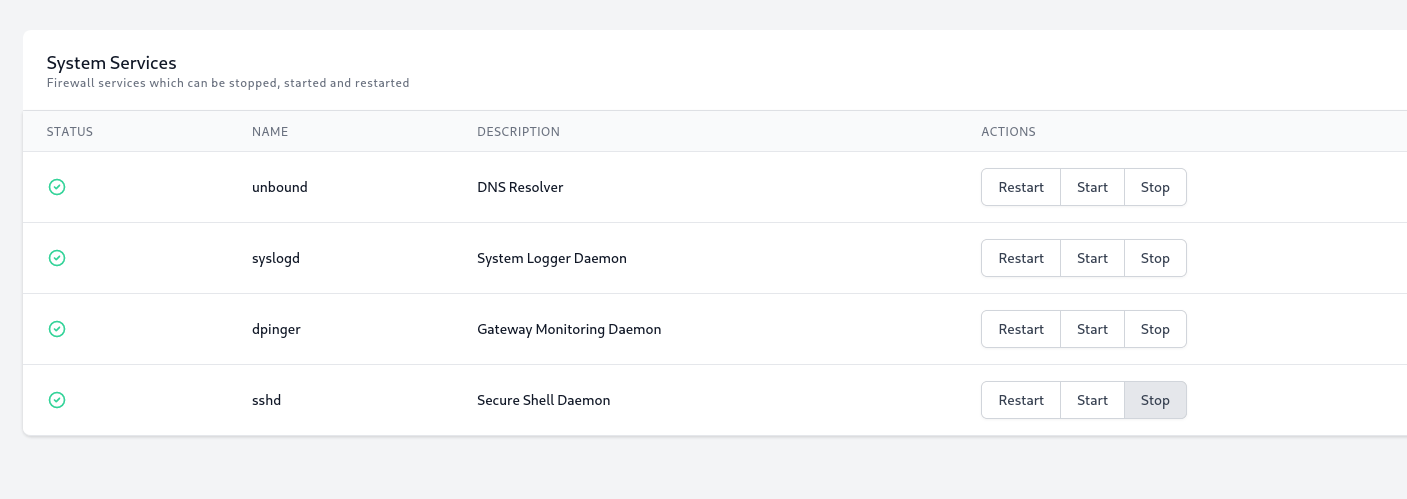 System Services
Firewall services which can be stopped, started and restarted
STATUS NAME DESCRIPTION ACTIONS
unbound DNS Resolver Restart Start Stop
syslogd System Logger Daemon Restart Start Stop
dpinger Gateway Monitoring Daemon Restart Start Stop
sshd Secure Shell Daemon Restart Start Stop